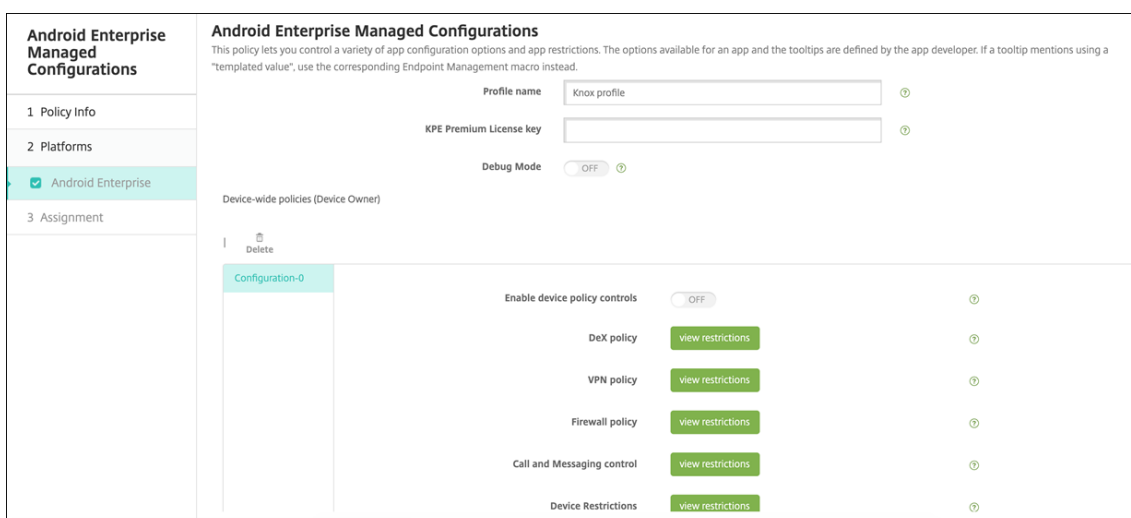 Android Enterprise
Managed
Configurations
1 Policy Info
2 Platforms
Android Enterprise
3 Assignment
Android Enterprise Managed Configurations
This policy lets you control a variety of app configuration options and app restrictions. The options available for an app and the tooltips are defined by the app developer. If a tooltip mentions using a
"templated value", use the corresponding Endpoint Management macro instead.
Profile name Knox profile ?
KPE Premium License key ?
Debug Mode OFF ?
Device-wide policies (Device Owner)
Delete
Configuration-0
Enable device policy controls OFF ?
DeX policy view restrictions ?
VPN policy view restrictions ?
Firewall policy view restrictions ?
Call and Messaging control view restrictions ?
Device Restrictions view restrictions ?